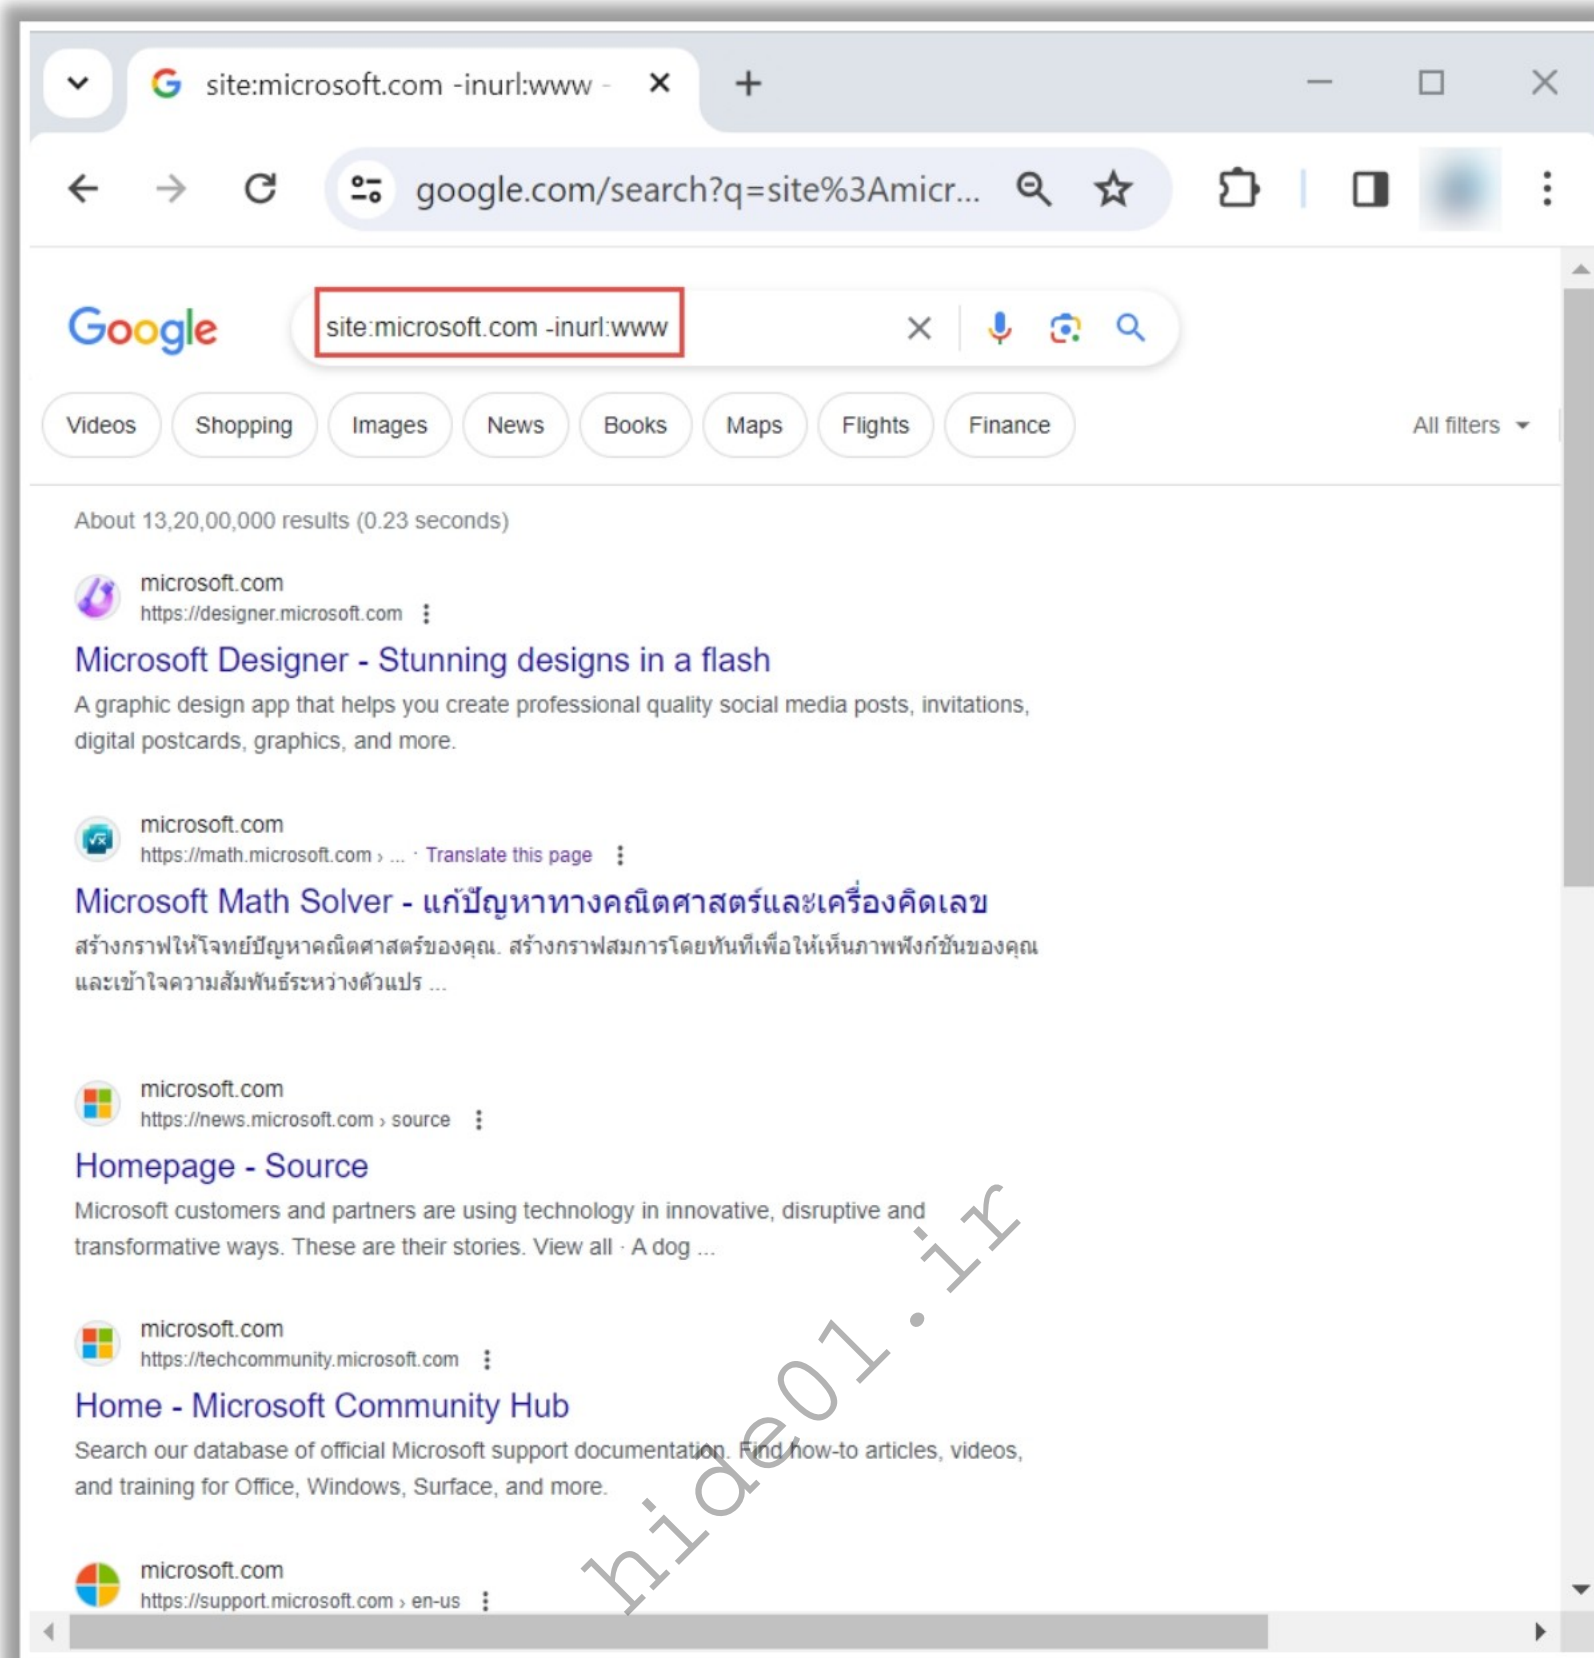 site:microsoft.com -inurl:www -
google.com/search?q=site%3Amicr...
Google
site:microsoft.com -inurl:www
Videos
Shopping
Images
News
Books
Maps
Flights
Finance
All filters
About 13,20,00,000 results (0.23 seconds)
microsoft.com
https://designer.microsoft.com
Microsoft Designer - Stunning designs in a flash
A graphic design app that helps you create professional quality social media posts, invitations,
digital postcards, graphics, and more.
microsoft.com
https://math.microsoft.com › ... · Translate this page
Microsoft Math Solver - แก้ปัญหาทางคณิตศาสตร์และเครื่องคิดเลข
สร้างกราฟให้โจทย์ปัญหาคณิตศาสตร์ของคุณ. สร้างกราฟสมการโดยทันทีเพื่อให้เห็นภาพฟังก์ชันของคุณ
และเข้าใจความสัมพันธ์ระหว่างตัวแปร ...
microsoft.com
https://news.microsoft.com › source
Homepage - Source
Microsoft customers and partners are using technology in innovative, disruptive and
transformative ways. These are their stories. View all · A dog ...
microsoft.com
https://techcommunity.microsoft.com
Home - Microsoft Community Hub
Search our database of official Microsoft support documentation. Find how-to articles, videos,
and training for Office, Windows, Surface, and more.
microsoft.com
https://support.microsoft.com › en-us
hide01.ir